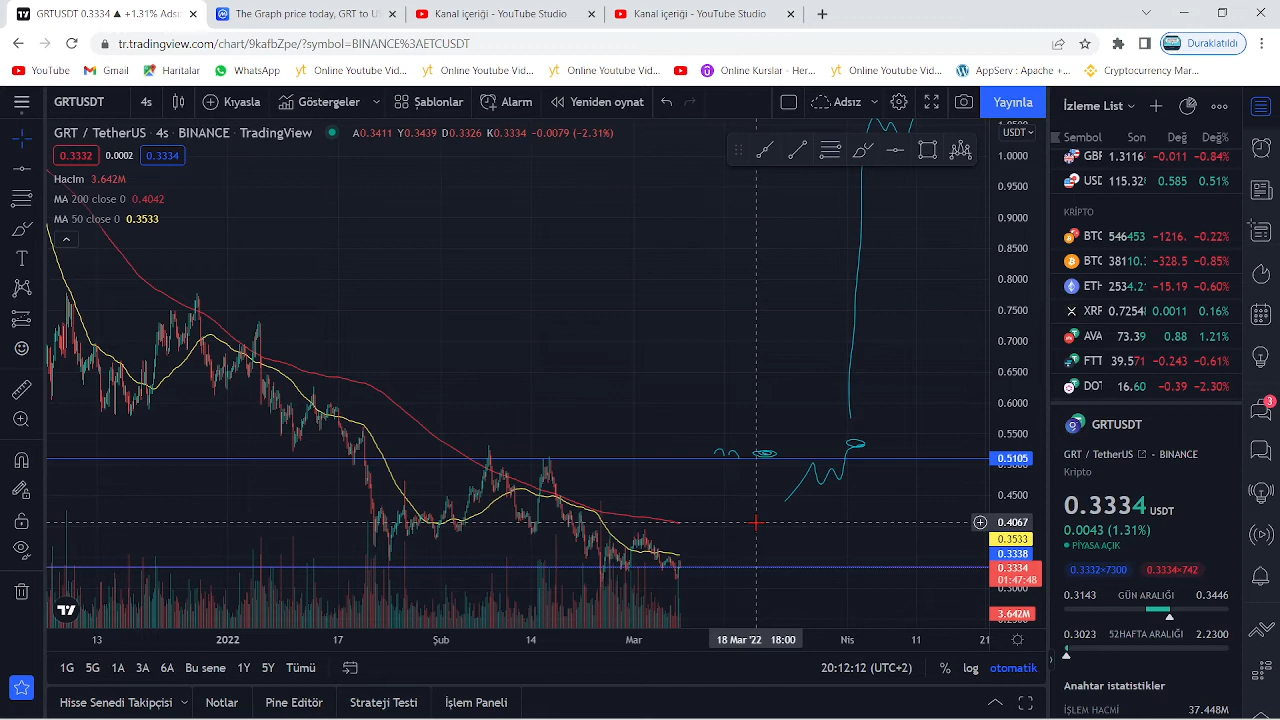 GRTUSDT 0.3334 ▲ +1.31% Adsız
The Graph price today, GRT to US
Kanal içeriği - YouTube Studio
Kanal içeriği - YouTube Studio
tr.tradingview.com/chart/9kafbZpe/?symbol=BINANCE%3AETCUSDT
Duraklatıldı
YouTube
Gmail
Haritalar
WhatsApp
Online Youtube Vid...
Online Youtube Vid...
Online Youtube Vid...
Online Kurslar - Her...
Online Youtube Vid...
AppServ : Apache +...
Cryptocurrency Mar...
GRTUSDT
4s
Kıyasla
Göstergeler
Şablonlar
Alarm
Yeniden oynat
Adsız
Yayınla
İzleme List
GRT / TetherUS · 4s · BINANCE · TradingView
A0.3411 Y0.3439 D0.3326 K0.3334 −0.0079 (−2.31%)
0.3332 0.0002 0.3334
Hacim 3.642M
MA 200 close 0 0.4042
MA 50 close 0 0.3533
USDT
1.0000
0.9500
0.9000
0.8500
0.8000
0.7500
0.7000
0.6500
0.6000
0.5500
0.5105
0.4500
0.4067
0.3533
0.3338
0.3334
01:47:48
3.642M
13
2022
17
Şub
14
Mar
18 Mar '22 18:00
Nis
11
21
1G 5G 1A 3A 6A Bu sene 1Y 5Y Tümü
20:12:12 (UTC+2)
% log otomatik
Hisse Senedi Takipçisi
Notlar
Pine Editör
Strateji Testi
İşlem Paneli
Sembol Son Değ Değ%
GBP 1.3116 −0.011 −0.84%
USD 115.328 0.585 0.51%
KRİPTO
BTC 546453 −1216. −0.22%
BTC 38110. −328.5 −0.85%
ETH 2534.2 −15.19 −0.60%
XRP 0.7254 0.0011 0.16%
AVA 73.39 0.88 1.21%
FTT 39.571 −0.243 −0.61%
DOT 16.60 −0.39 −2.30%
3
GRTUSDT
GRT / TetherUS · BINANCE
Kripto
0.3334 USDT
0.0043 (1.31%)
PİYASA AÇIK
0.3332×7300 0.3334×742
0.3143 GÜN ARALIĞI 0.3446
0.3023 52HAFTA ARALIĞI 2.2300
Anahtar istatistikler
İŞLEM HACMİ 37.448M